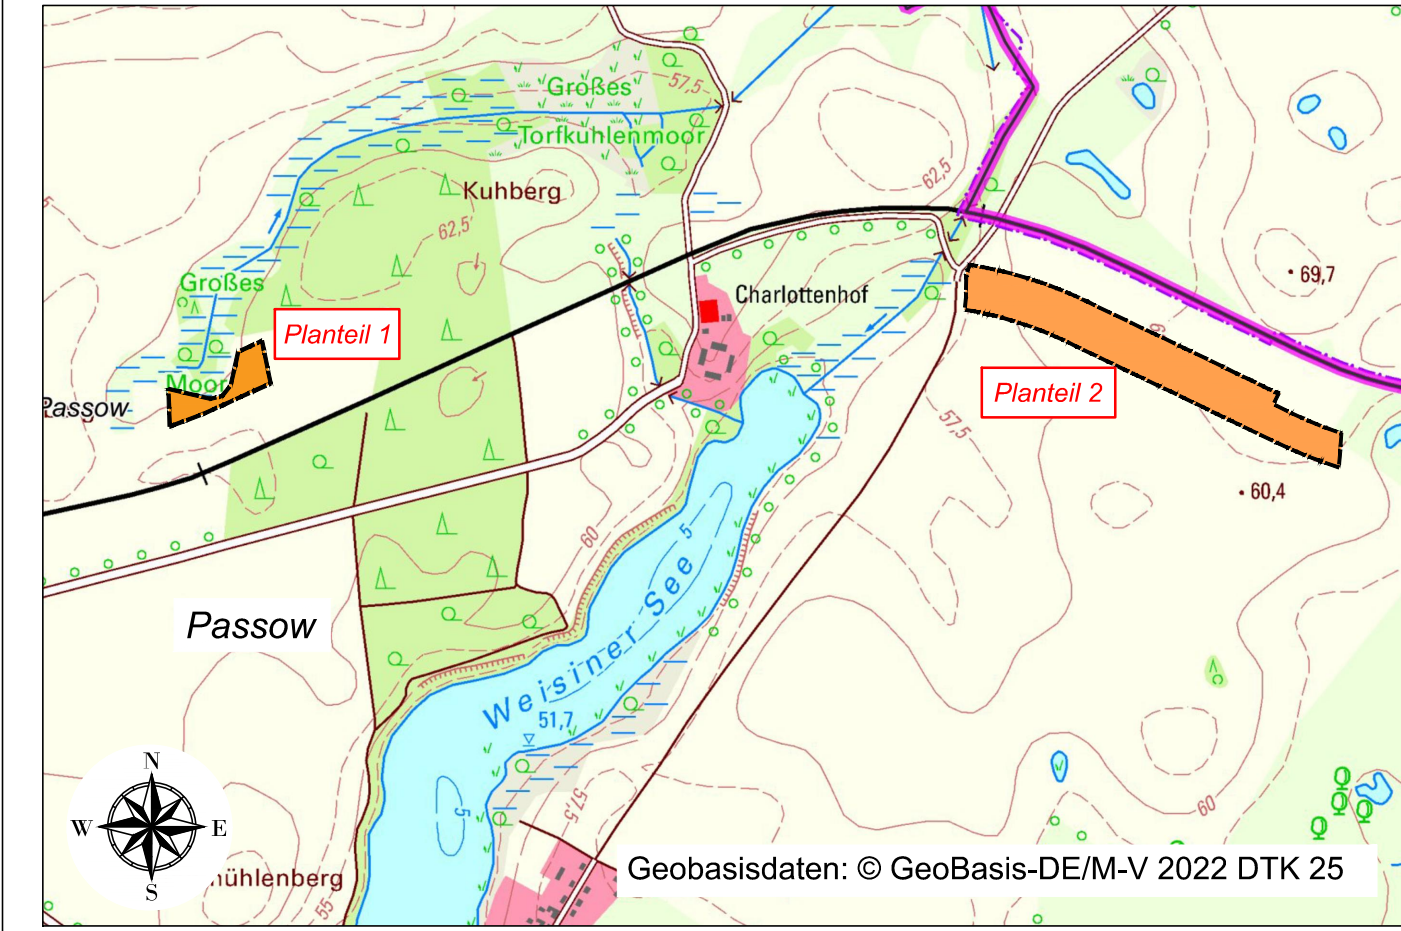 Großes
57,5
Torfkuhlenmoor
Kuhberg
62,5
62,5
Großes
Moor
Planteil 1
Passow
Charlottenhof
69,7
Planteil 2
57,5
60,4
60
5
Weisiner See
51,7
Passow
5
57,5
60
55
N
W
E
S
mühlenberg
Geobasisdaten: © GeoBasis-DE/M-V 2022 DTK 25